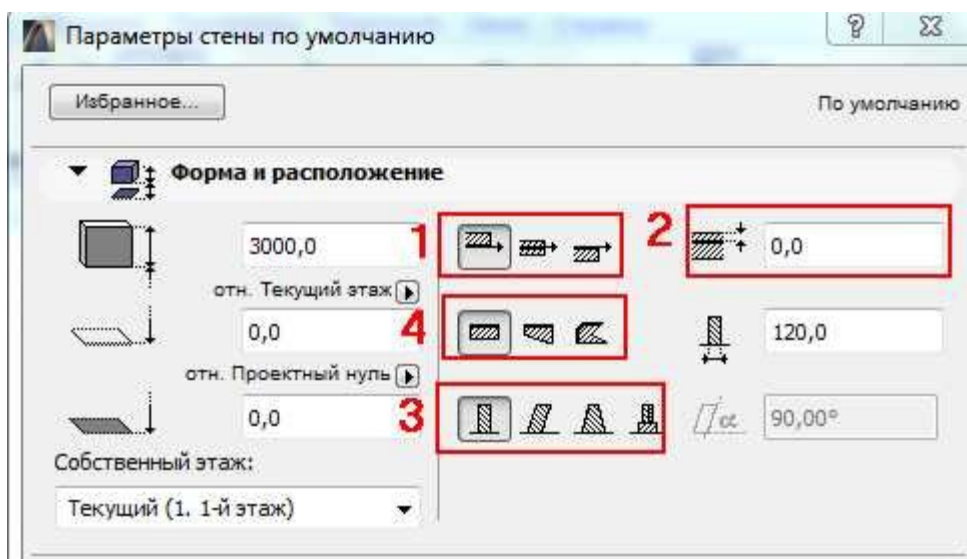 Параметры стены по умолчанию
Избранное...
По умолчанию
Форма и расположение
3000,0
1
2
0,0
отн. Текущий этаж
0,0
4
120,0
отн. Проектный нуль
0,0
3
α
90,00°
Собственный этаж:
Текущий (1. 1-й этаж)